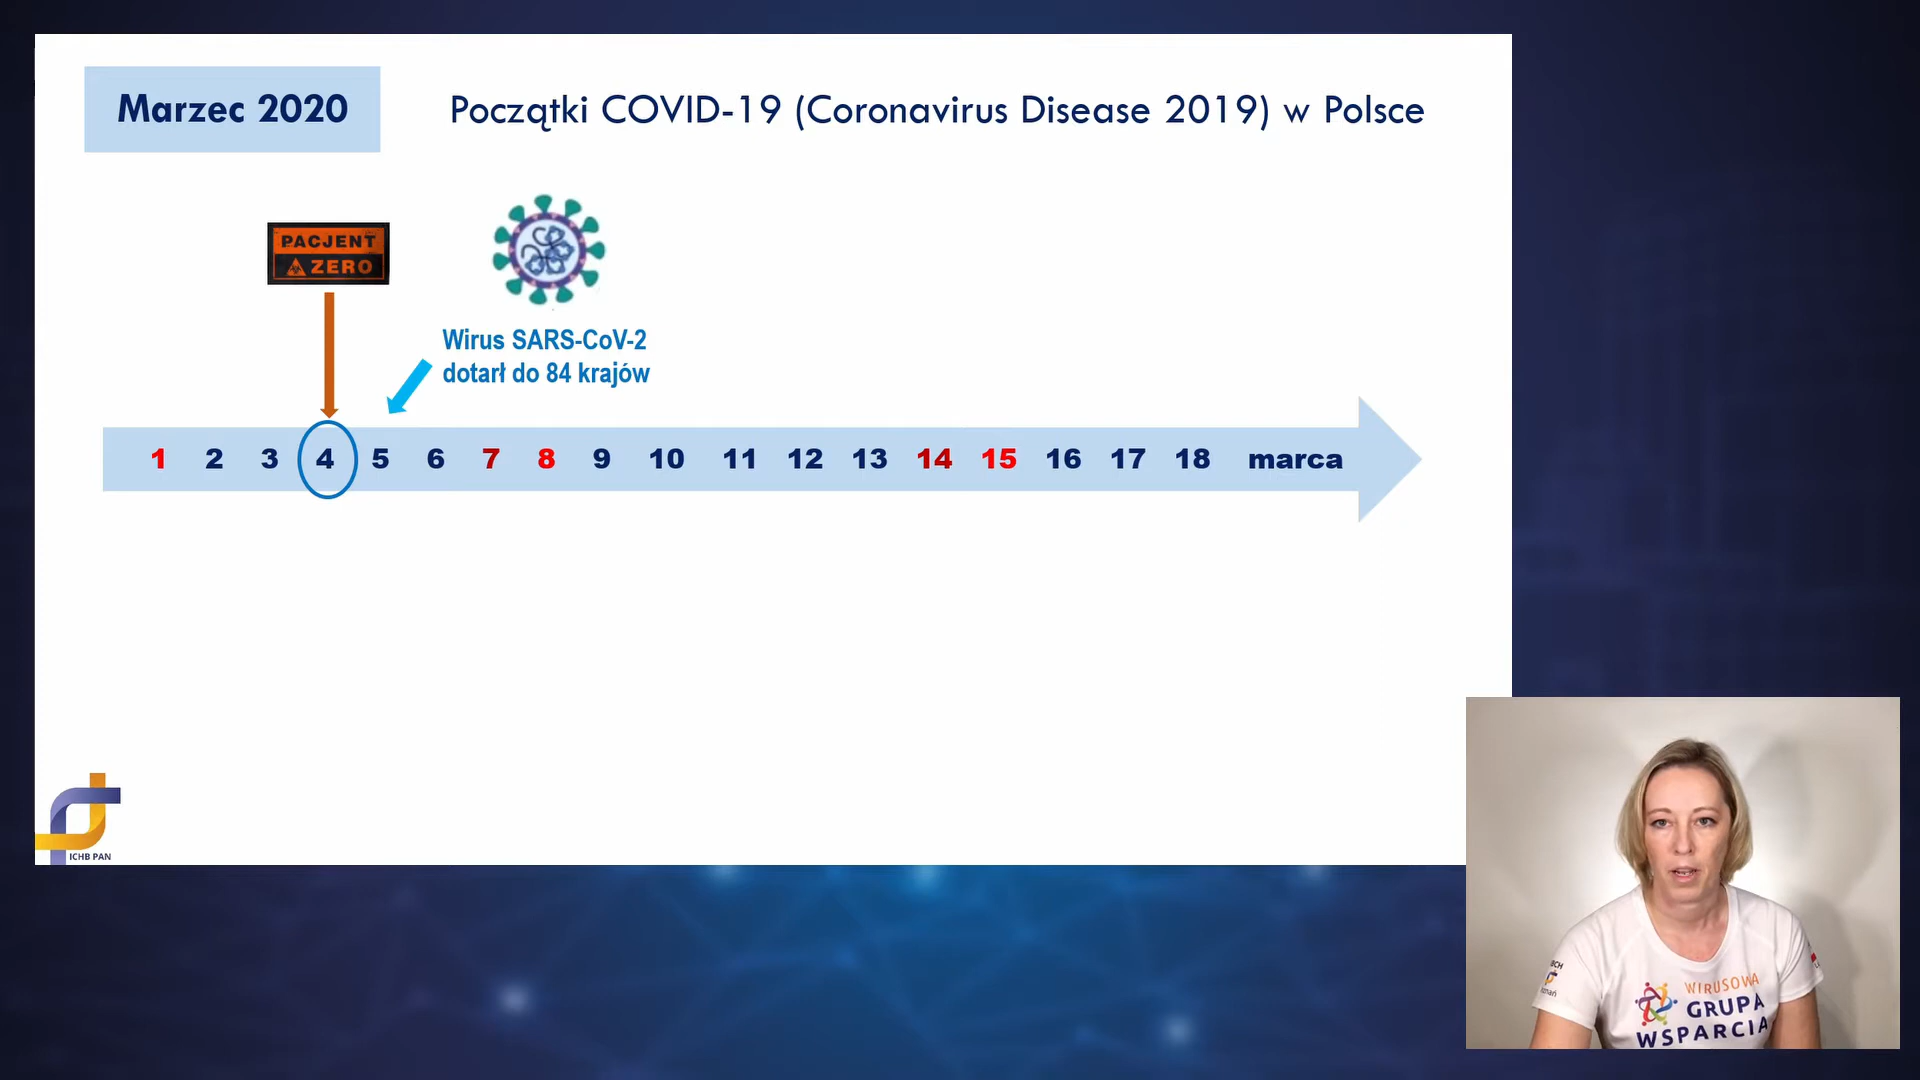 Marzec 2020
Początki COVID-19 (Coronavirus Disease 2019) w Polsce
PACJENT
ZERO
Wirus SARS-CoV-2
dotarł do 84 krajów
1 2 3 4 5 6 7 8 9 10 11 12 13 14 15 16 17 18 marca
ICHB PAN
WIRUSOWA
GRUPA
WSPARCIA